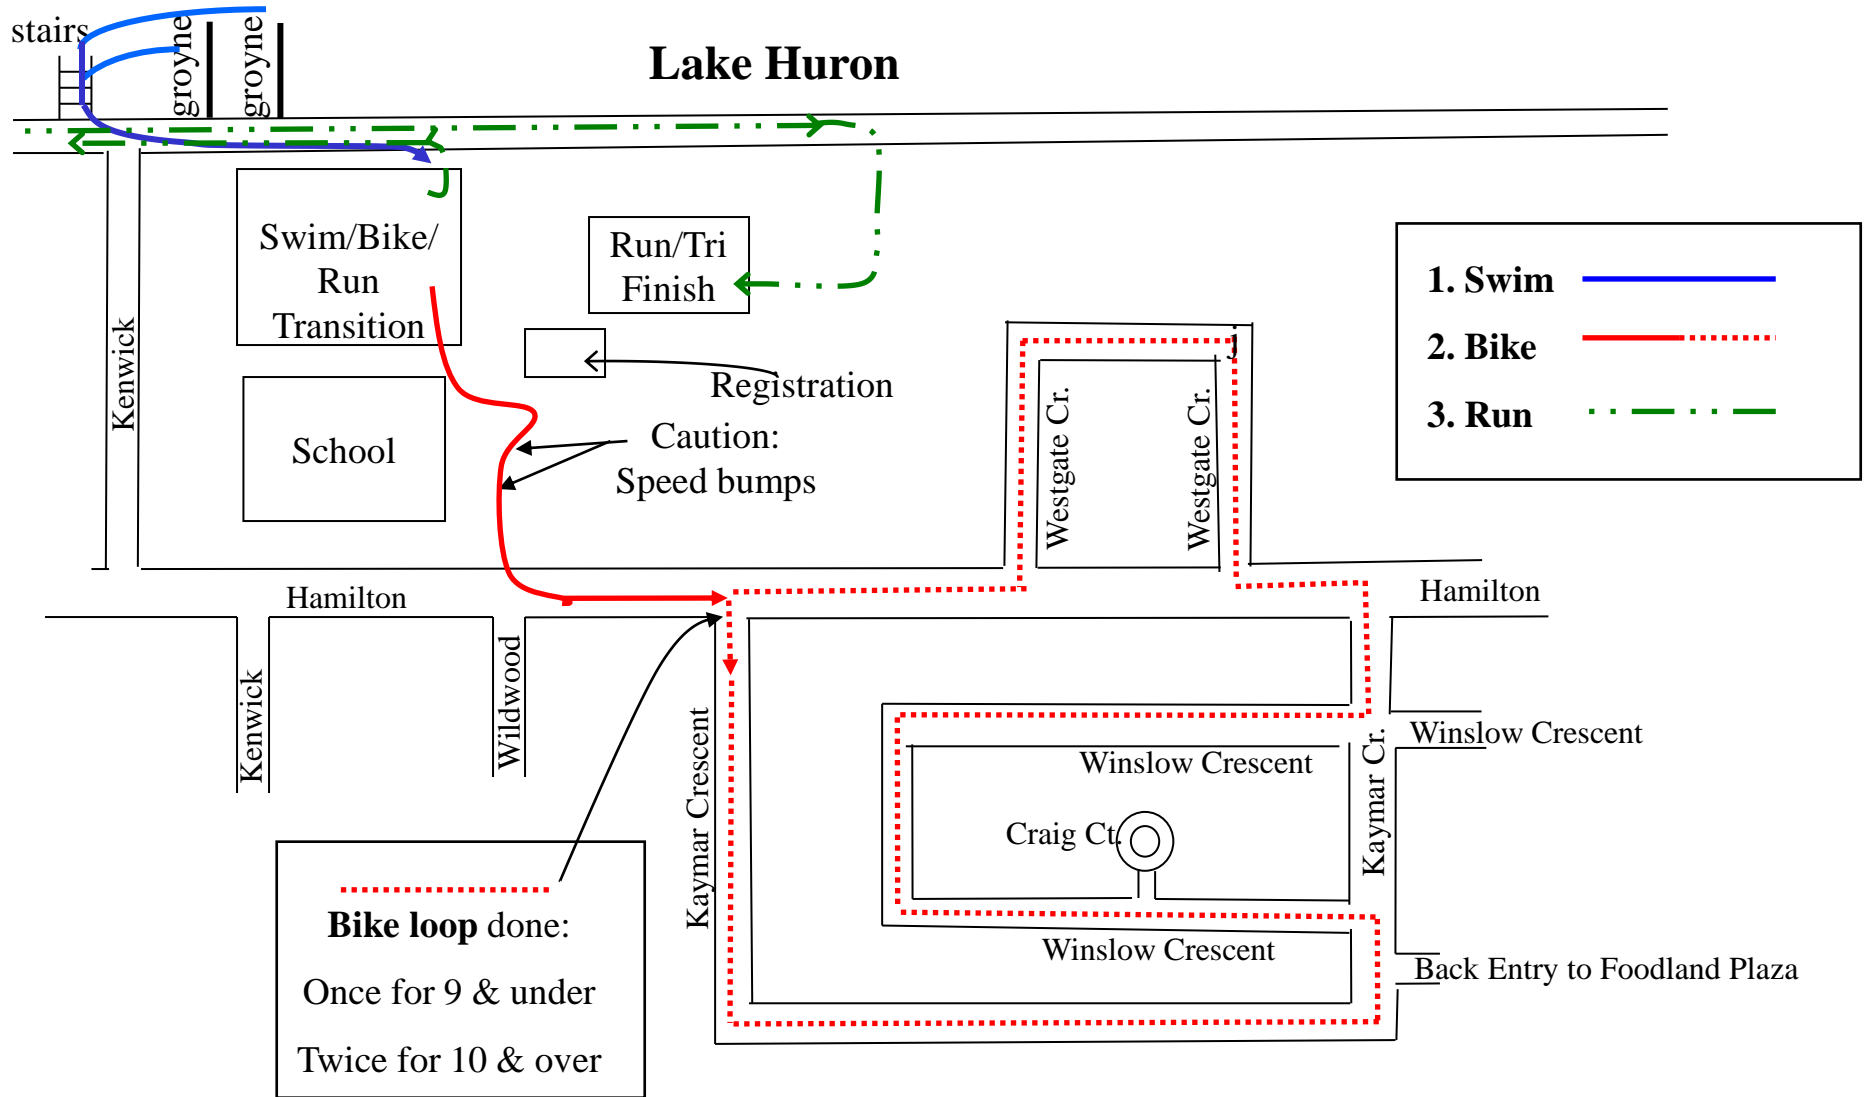 stairs
groyne
groyne
Lake Huron
Swim/Bike/
Run
Transition
Run/Tri
Finish
1. Swim
2. Bike
3. Run
Kenwick
Registration
School
Caution:
Speed bumps
Westgate Cr.
Westgate Cr.
j
Hamilton
Hamilton
Kenwick
Wildwood
Kaymar Crescent
Winslow Crescent
Winslow Crescent
Kaymar Cr.
Craig Ct.
Winslow Crescent
Back Entry to Foodland Plaza
Bike loop done:
Once for 9 & under
Twice for 10 & over